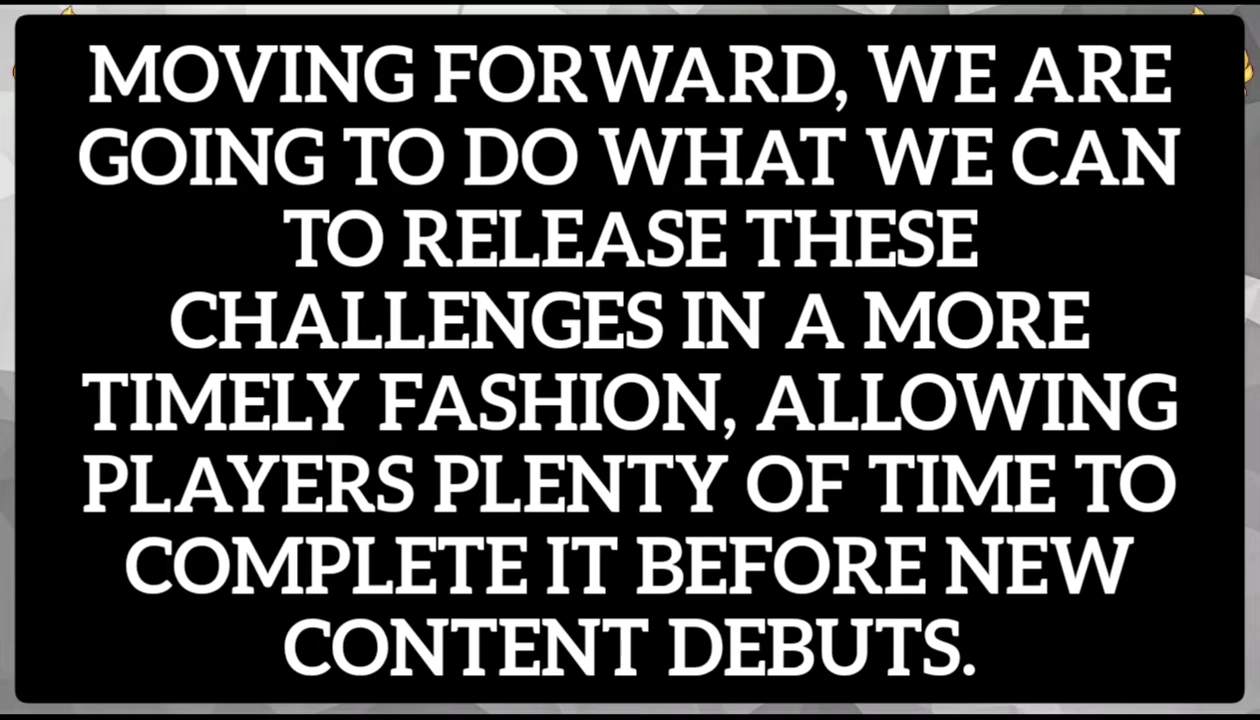 MOVING FORWARD, WE ARE
GOING TO DO WHAT WE CAN
TO RELEASE THESE
CHALLENGES IN A MORE
TIMELY FASHION, ALLOWING
PLAYERS PLENTY OF TIME TO
COMPLETE IT BEFORE NEW
CONTENT DEBUTS.